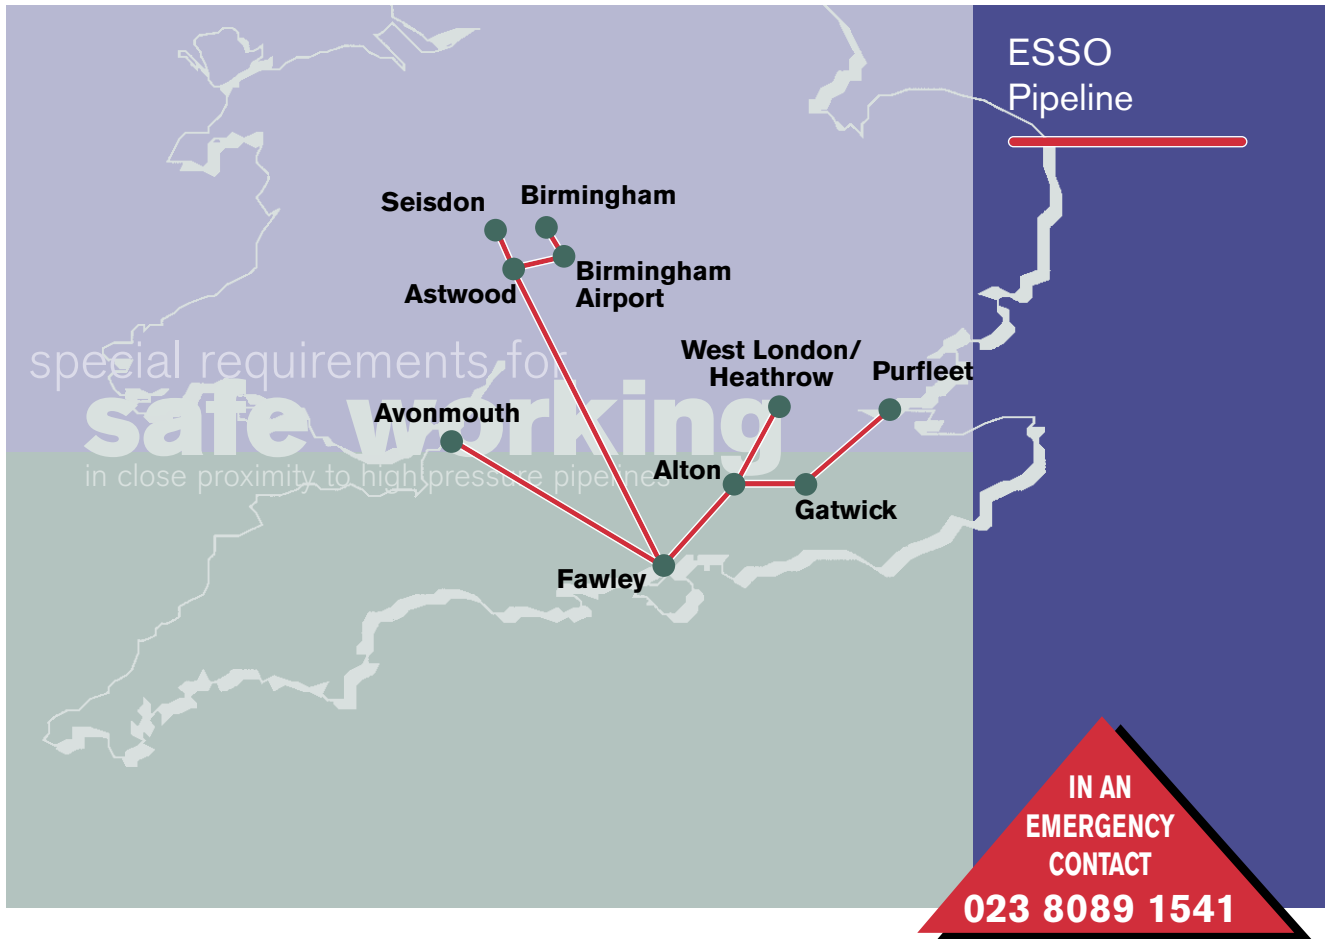 ESSO
Pipeline
Seisdon
Birmingham
Astwood
Birmingham
Airport
special requirements for
safe working
in close proximity to high pressure pipelines
West London/
Heathrow
Purfleet
Avonmouth
Alton
Gatwick
Fawley
IN AN
EMERGENCY
CONTACT
023 8089 1541